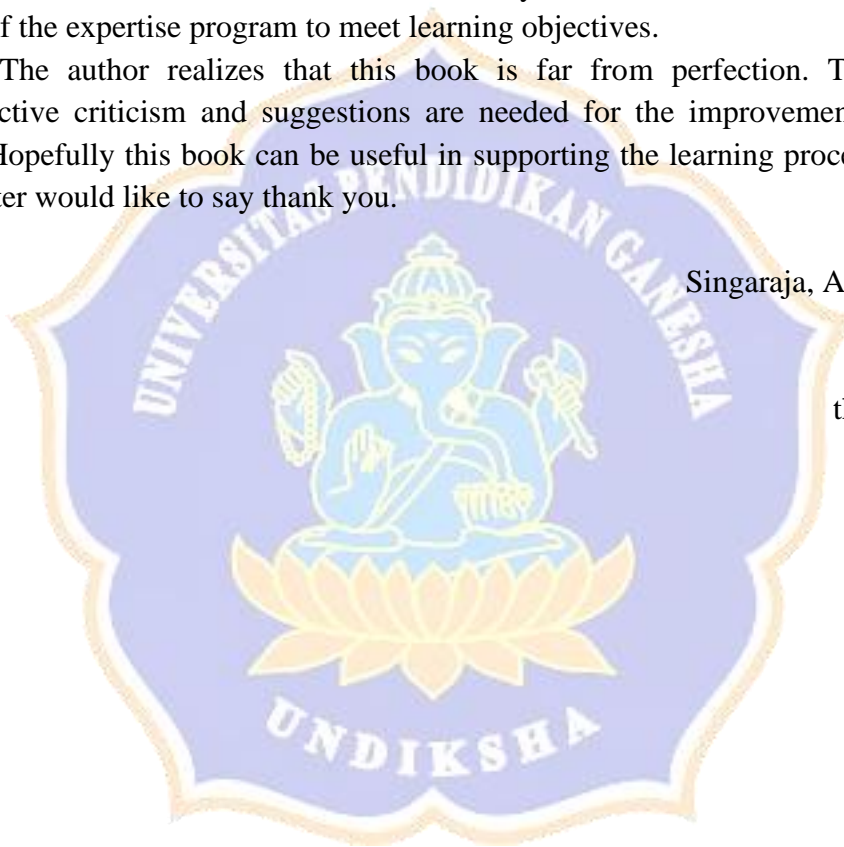 f the expertise program to meet learning objectives.
The author realizes that this book is far from perfection. T
ctive criticism and suggestions are needed for the improvemen
Hopefully this book can be useful in supporting the learning proce
ter would like to say thank you.
UNIVERSITAS PENDIDIKAN GANESHA
Singaraja, A
UNDIKSHA